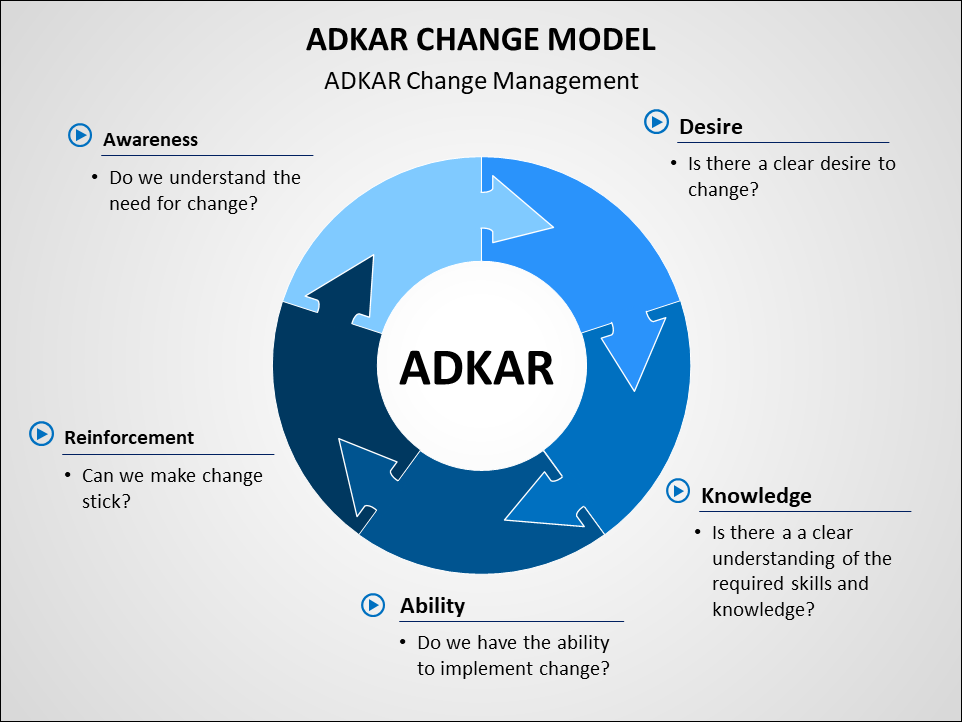 ADKAR CHANGE MODEL
ADKAR Change Management
Awareness
• Do we understand the
need for change?
Desire
• Is there a clear desire to
change?
ADKAR
Reinforcement
• Can we make change
stick?
Knowledge
• Is there a a clear
understanding of the
required skills and
knowledge?
Ability
• Do we have the ability
to implement change?